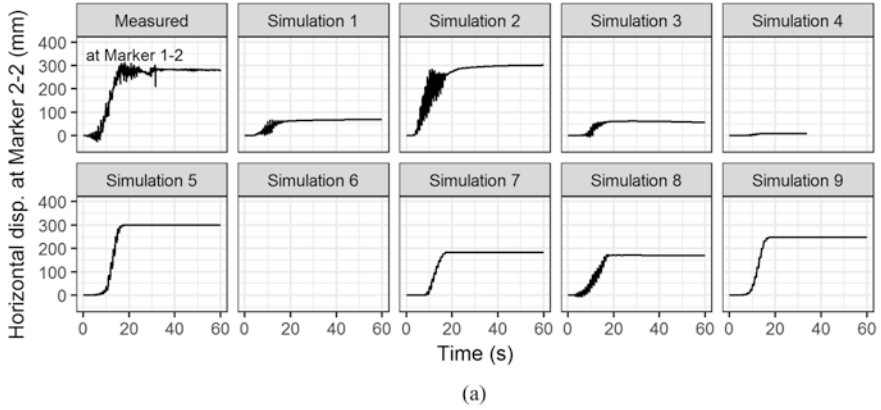 Horizontal disp. at Marker 2-2 (mm)
Measured
Simulation 1
Simulation 2
Simulation 3
Simulation 4
at Marker 1-2
400
300
200
100
0
Simulation 5
Simulation 6
Simulation 7
Simulation 8
Simulation 9
400
300
200
100
0
0 20 40 60
0 20 40 60
0 20 40 60
0 20 40 60
0 20 40 60
Time (s)
(a)